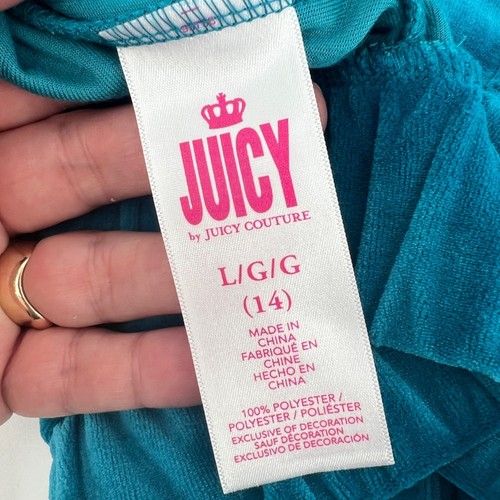 JUICY
by JUICY COUTURE
L/G/G
(14)
MADE IN
CHINA
FABRIQUÉ EN
CHINE
HECHO EN
CHINA
100% POLYESTER/
POLYESTER / POLIÉSTER
EXCLUSIVE OF DECORATION
SAUF DÉCORATION
EXCLUSIVO DE DECORACIÓN